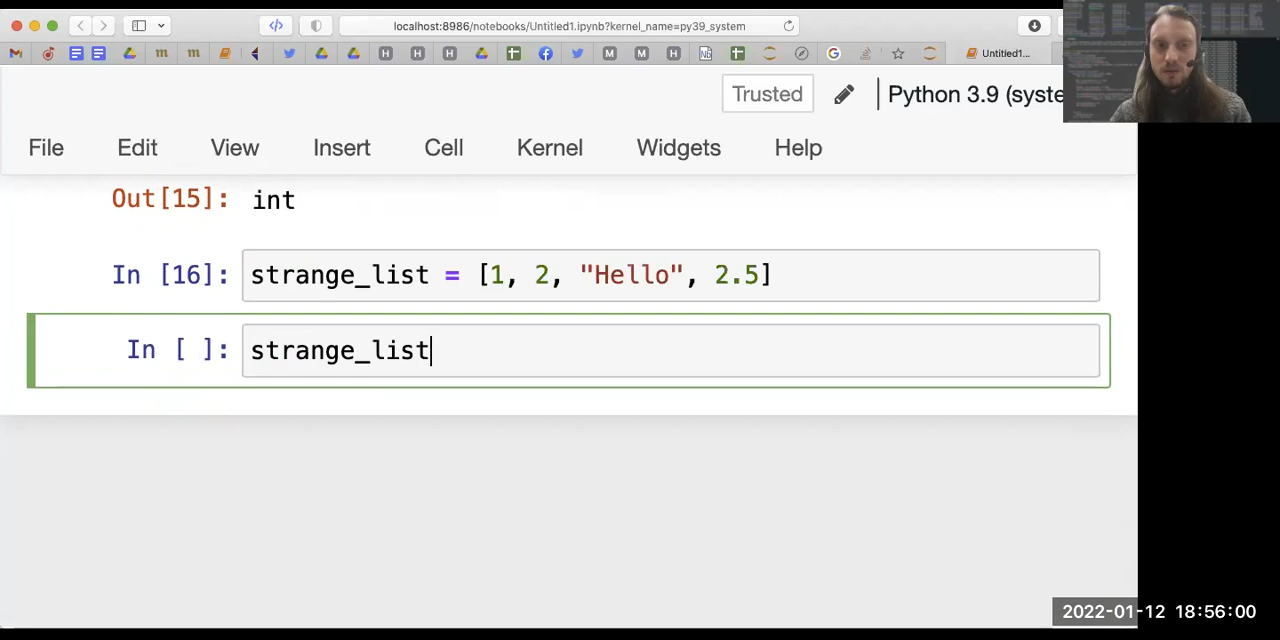 localhost:8986/notebooks/Untitled1.ipynb?kernel_name=py39_system
Untitled1...
Trusted
Python 3.9 (syste
File Edit View Insert Cell Kernel Widgets Help
Out[15]: int
In [16]: strange_list = [1, 2, "Hello", 2.5]
In [ ]: strange_list
2022-01-12 18:56:00